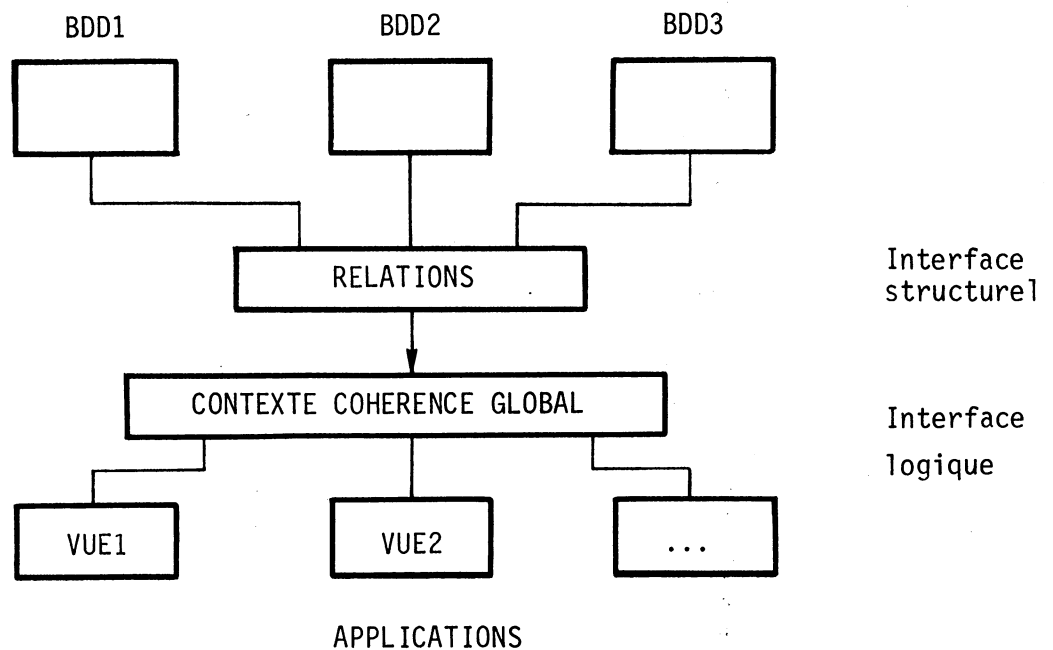 BDD1
BDD2
BDD3
RELATIONS
Interface
structurel
CONTEXTE COHERENCE GLOBAL
Interface
logique
VUE1
VUE2
...
APPLICATIONS